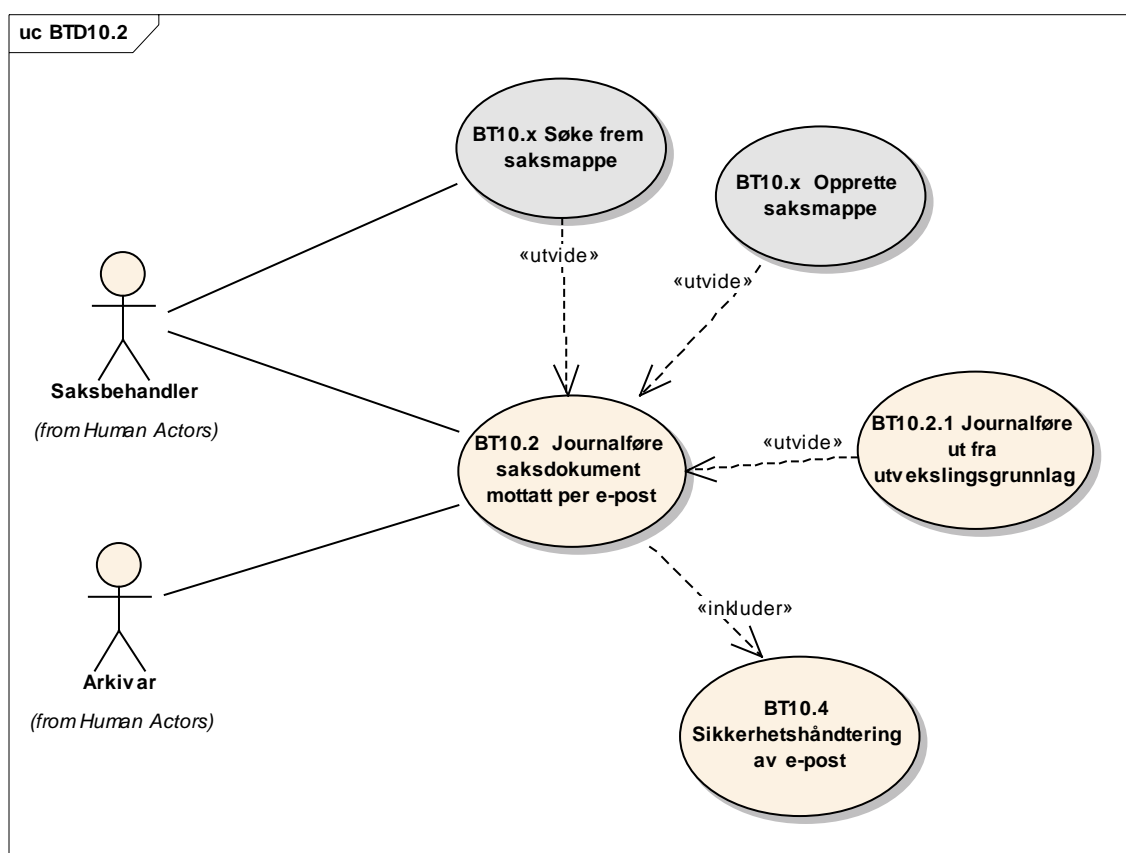 uc BTD10.2
BT10.x Søke frem
saksmappe
BT10.x Opprette
saksmappe
«utvide»
«utvide»
Saksbehandler
(from Human Actors)
BT10.2 Journalføre
saksdokument
mottatt per e-post
«utvide»
BT10.2.1 Journalføre
ut fra
utvekslingsgrunnlag
«inkluder»
Arkivar
(from Human Actors)
BT10.4
Sikkerhetshåndtering
av e-post